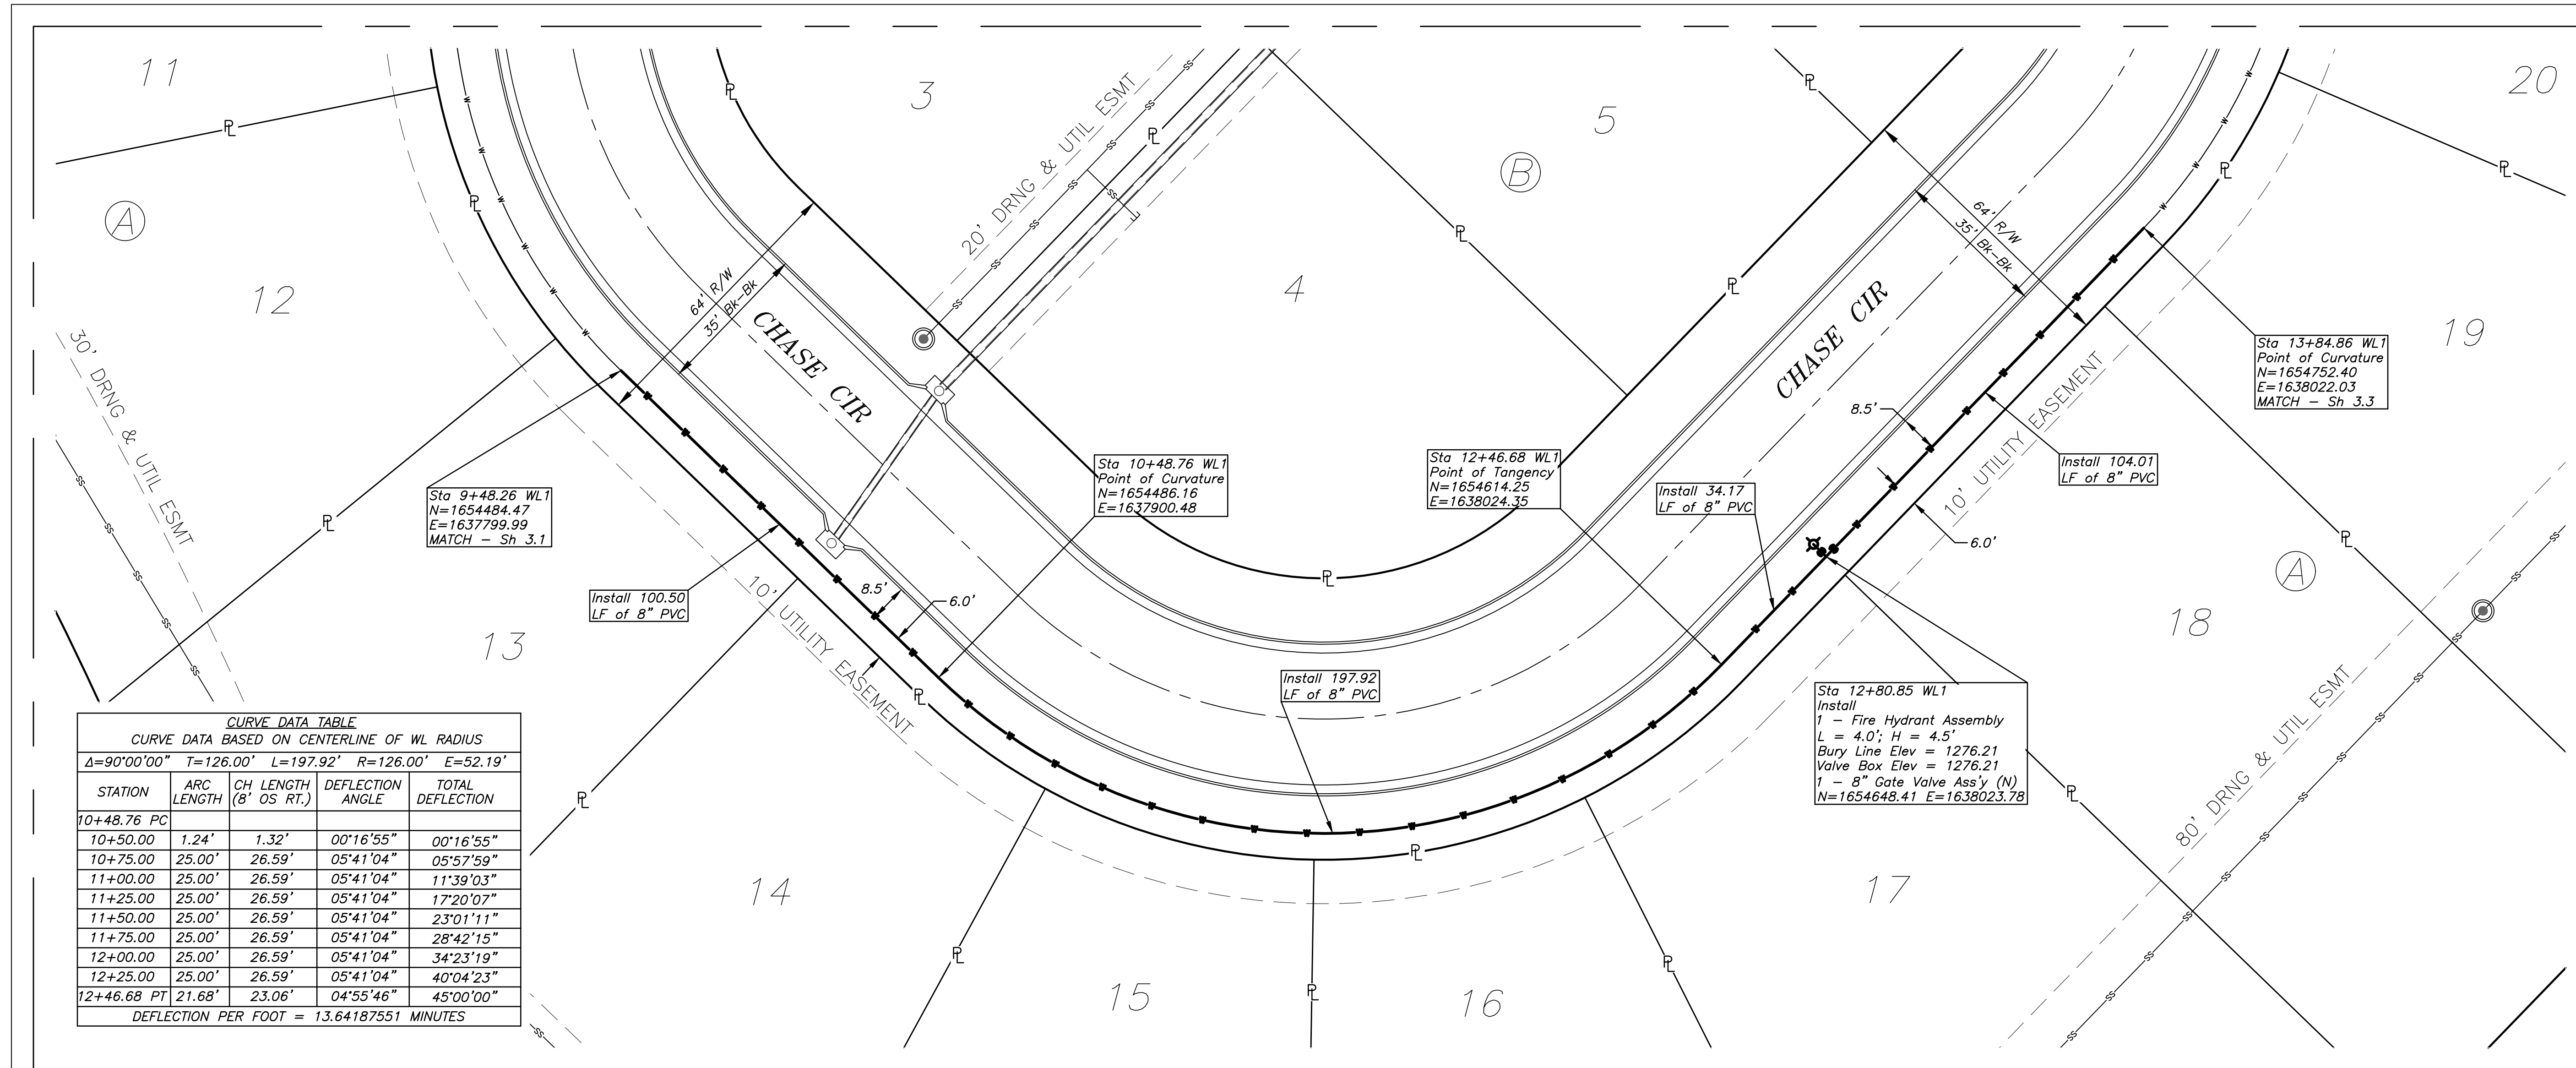 11
3
5
20
20' DRNG & UTIL ESMT
B
A
12
4
19
64' R/W
35' Bk-Bk
64' R/W
35' Bk-Bk
CHASE CIR
CHASE CIR
30' DRNG & UTIL ESMT
Sta 13+84.86 WL1
Point of Curvature
N=1654752.40
E=1638022.03
MATCH - Sh 3.3
8.5'
Install 104.01
LF of 8" PVC
10' UTILITY EASEMENT
6.0'
Sta 10+48.76 WL1
Point of Curvature
N=1654486.16
E=1637900.48
Sta 12+46.68 WL1
Point of Tangency
N=1654614.25
E=1638024.35
Install 34.17
LF of 8" PVC
Sta 9+48.26 WL1
N=1654484.47
E=1637799.99
MATCH - Sh 3.1
Install 100.50
LF of 8" PVC
8.5'
6.0'
10' UTILITY EASEMENT
A
13
18
Install 197.92
LF of 8" PVC
Sta 12+80.85 WL1
Install
1 - Fire Hydrant Assembly
L = 4.0'; H = 4.5'
Bury Line Elev = 1276.21
Valve Box Elev = 1276.21
1 - 8" Gate Valve Ass'y (N)
N=1654648.41 E=1638023.78
80' DRNG & UTIL ESMT
14
17
15
16
CURVE DATA TABLE
CURVE DATA BASED ON CENTERLINE OF WL RADIUS
Δ=90°00'00" T=126.00' L=197.92' R=126.00' E=52.19'
STATION ARC LENGTH CH LENGTH (8' OS RT.) DEFLECTION ANGLE TOTAL DEFLECTION
10+48.76 PC
10+50.00 1.24' 1.32' 00°16'55" 00°16'55"
10+75.00 25.00' 26.59' 05°41'04" 05°57'59"
11+00.00 25.00' 26.59' 05°41'04" 11°39'03"
11+25.00 25.00' 26.59' 05°41'04" 17°20'07"
11+50.00 25.00' 26.59' 05°41'04" 23°01'11"
11+75.00 25.00' 26.59' 05°41'04" 28°42'15"
12+00.00 25.00' 26.59' 05°41'04" 34°23'19"
12+25.00 25.00' 26.59' 05°41'04" 40°04'23"
12+46.68 PT 21.68' 23.06' 04°55'46" 45°00'00"
DEFLECTION PER FOOT = 13.64187551 MINUTES